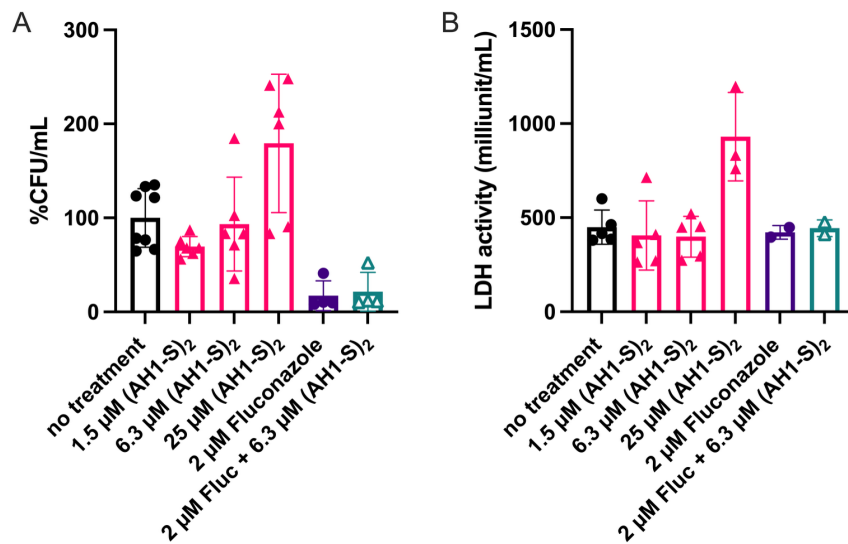 A
%CFU/mL
300
200
100
0
no treatment
1.5 µM (AH1-S)₂
6.3 µM (AH1-S)₂
25 µM (AH1-S)₂
2 µM Fluconazole
2 µM Fluc + 6.3 µM (AH1-S)₂
B
LDH activity (milliunit/mL)
1500
1000
500
0
no treatment
1.5 µM (AH1-S)₂
6.3 µM (AH1-S)₂
25 µM (AH1-S)₂
2 µM Fluconazole
2 µM Fluc + 6.3 µM (AH1-S)₂